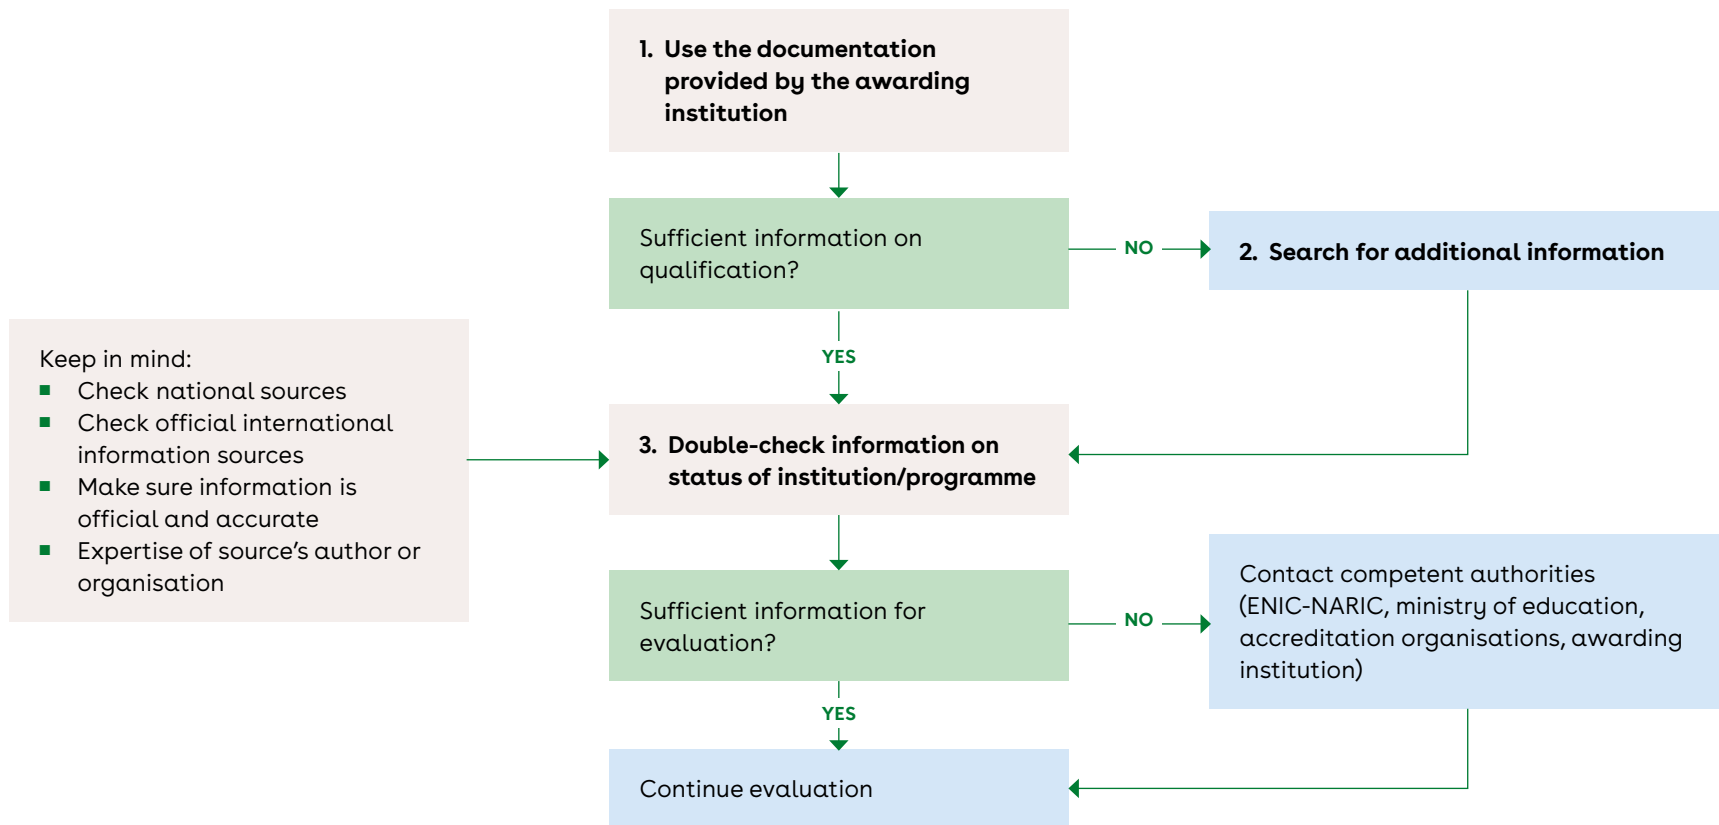 1. Use the documentation
provided by the awarding
institution
Sufficient information on
qualification?
NO
2. Search for additional information
YES
Keep in mind:
■ Check national sources
■ Check official international
information sources
■ Make sure information is
official and accurate
■ Expertise of source's author or
organisation
3. Double-check information on
status of institution/programme
Sufficient information for
evaluation?
NO
Contact competent authorities
(ENIC-NARIC, ministry of education,
accreditation organisations, awarding
institution)
YES
Continue evaluation